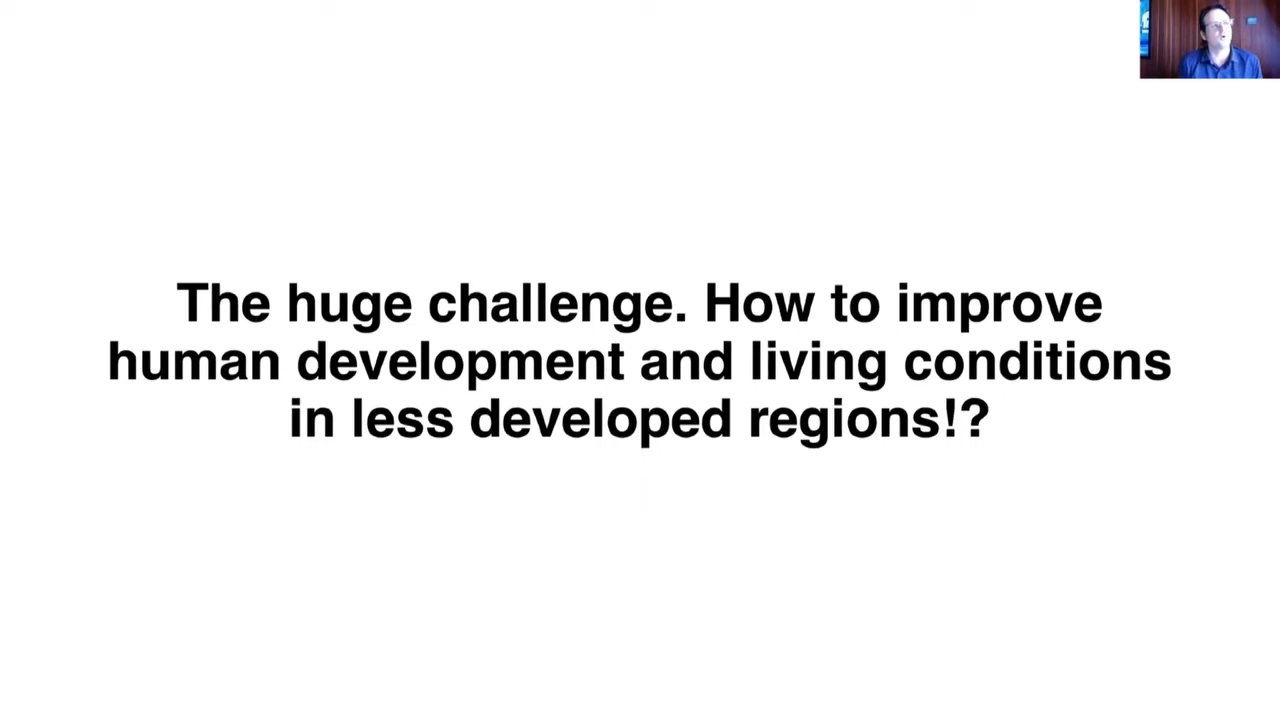 The huge challenge. How to improve
human development and living conditions
in less developed regions!?